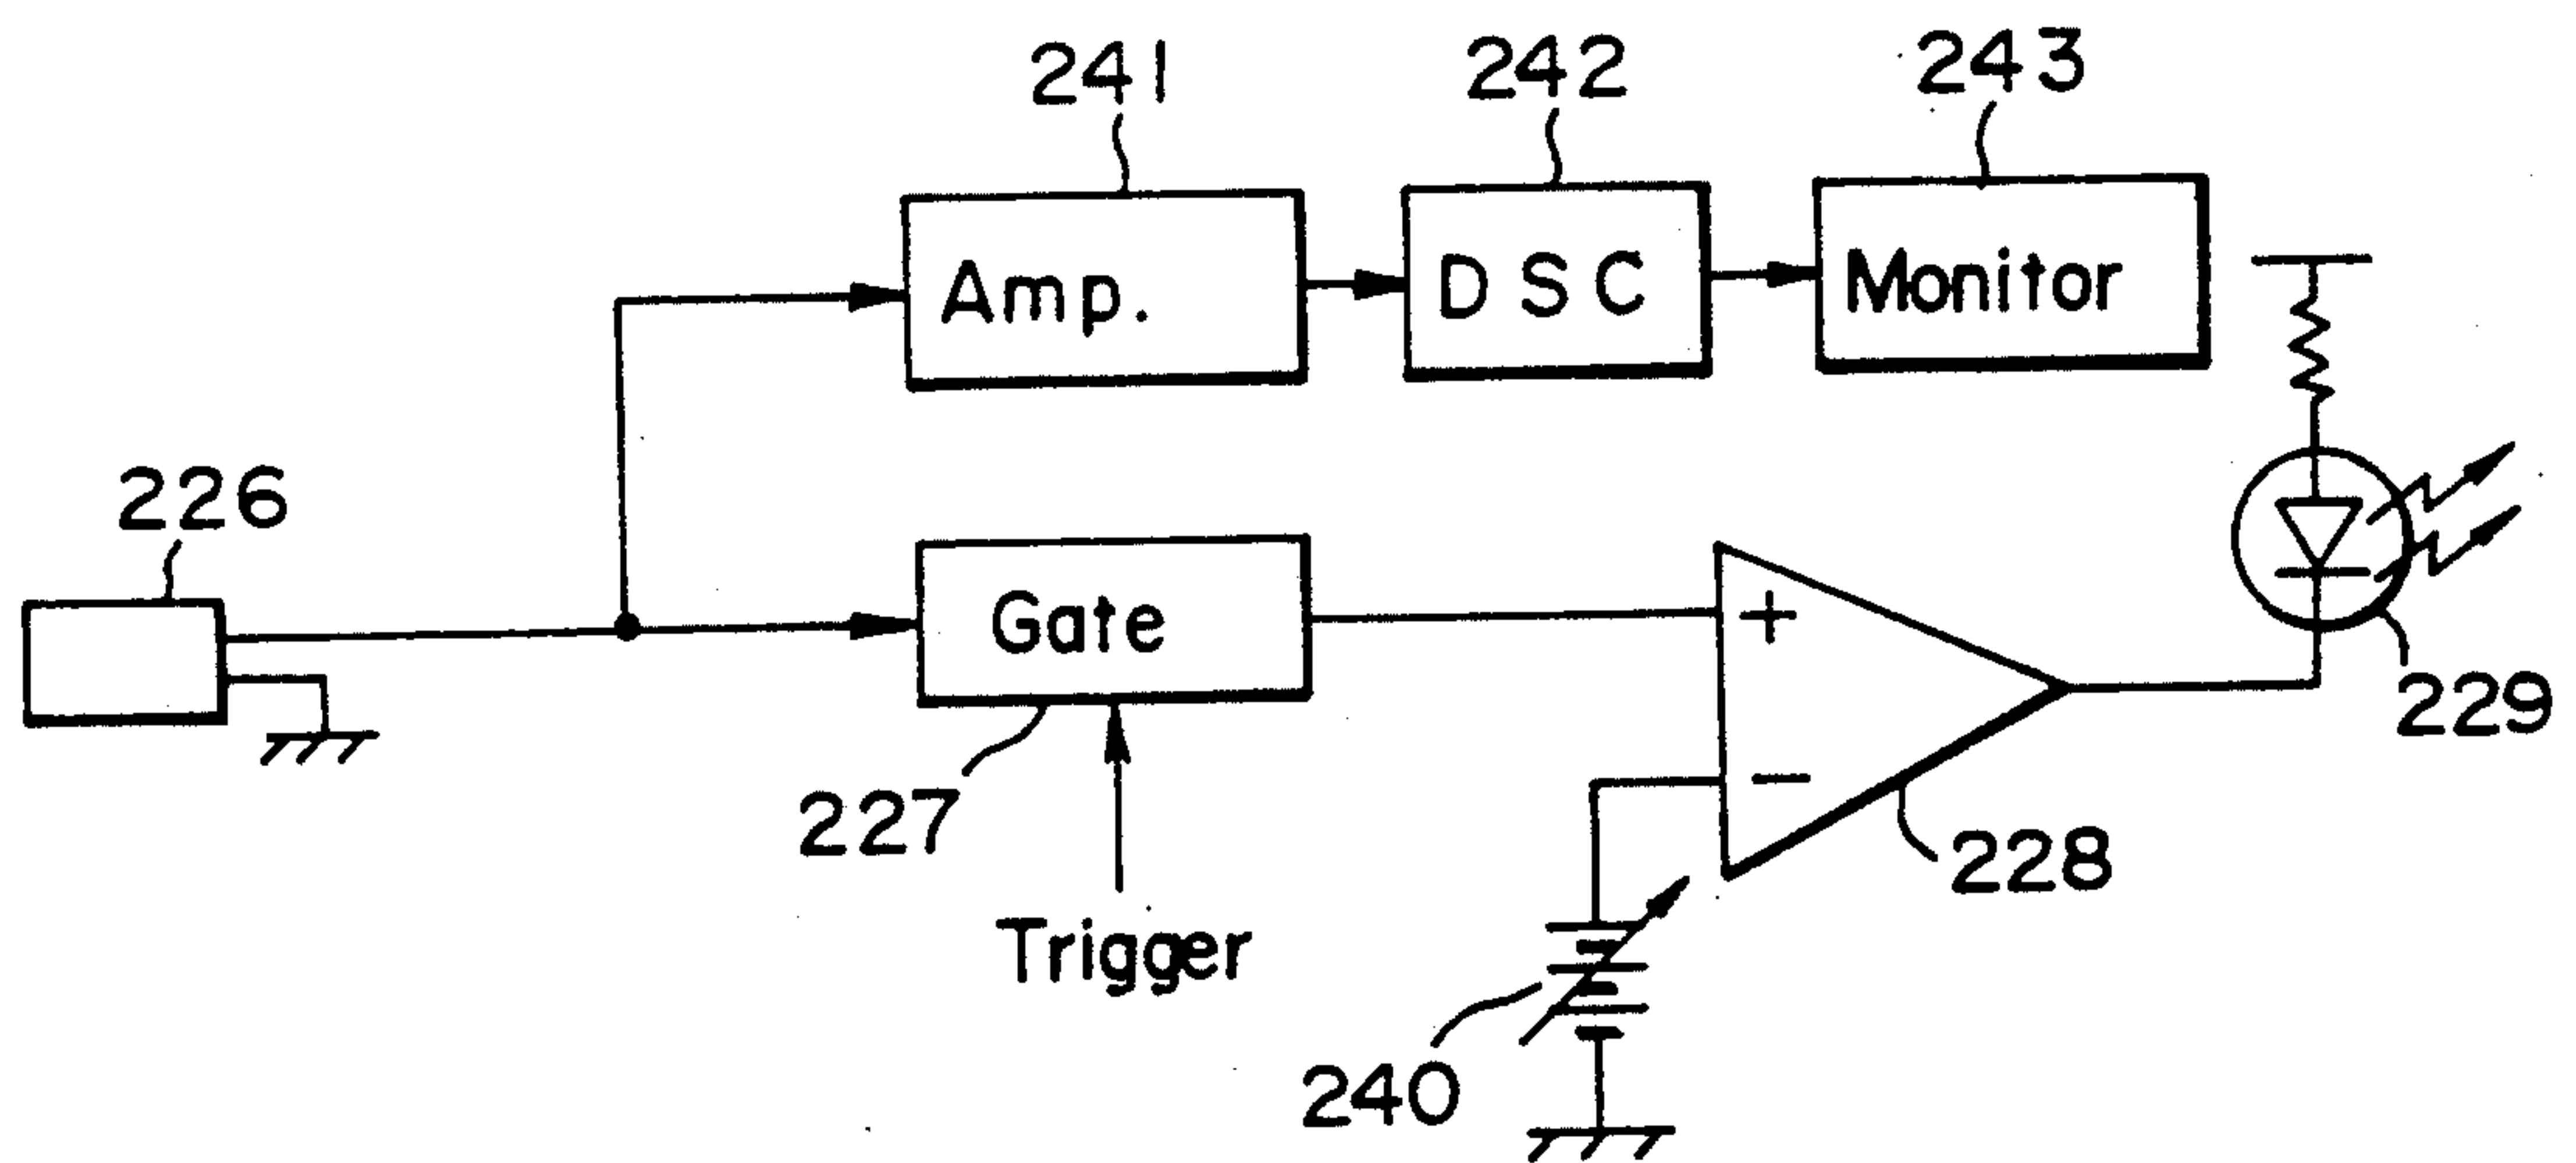 241
242
243
Amp.
DSC
Monitor
226
Gate
+
229
227
−
228
Trigger
240